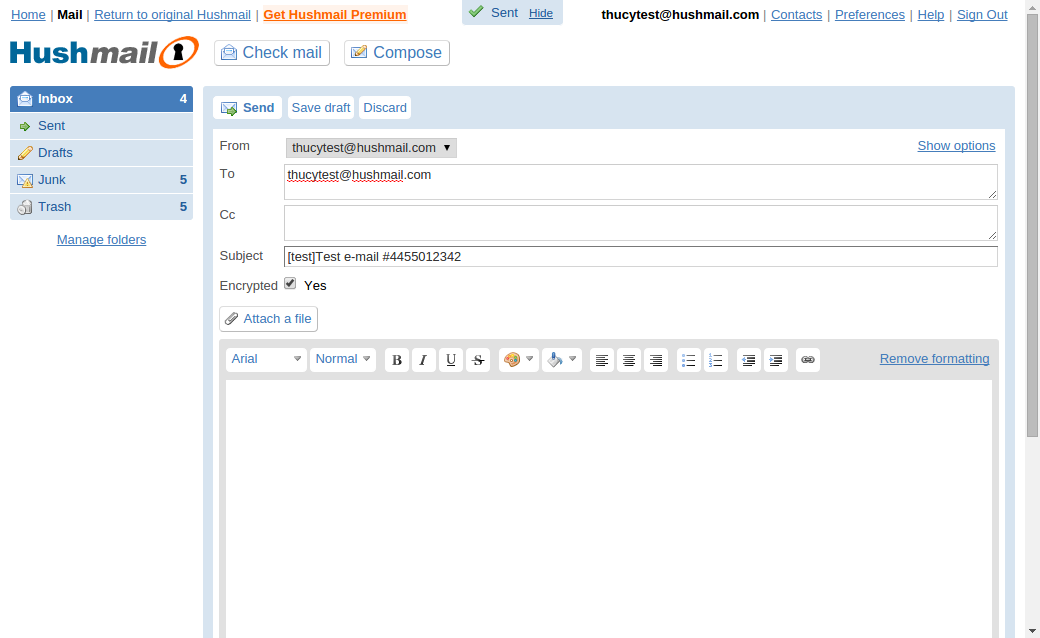 Home | Mail | Return to original Hushmail | Get Hushmail Premium
Sent Hide
thucytest@hushmail.com | Contacts | Preferences | Help | Sign Out
Hushmail
Check mail
Compose
Inbox 4
Sent
Drafts
Junk 5
Trash 5
Manage folders
Send
Save draft
Discard
From thucytest@hushmail.com
Show options
To thucytest@hushmail.com
Cc
Subject [test]Test e-mail #4455012342
Encrypted Yes
Attach a file
Arial Normal B I U S
Remove formatting